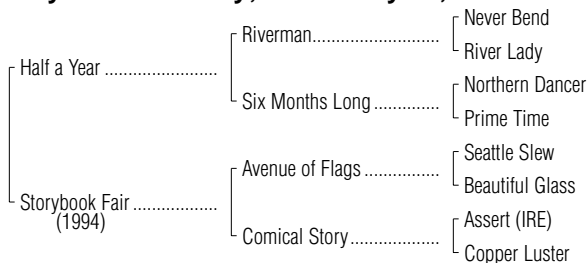 Never Bend
Riverman........................................
River Lady
Half a Year .......................
Northern Dancer
Six Months Long ..............
Prime Time
Seattle Slew
Avenue of Flags ................
Beautiful Glass
Storybook Fair .................
(1994)
Assert (IRE)
Comical Story...................
Copper Luster